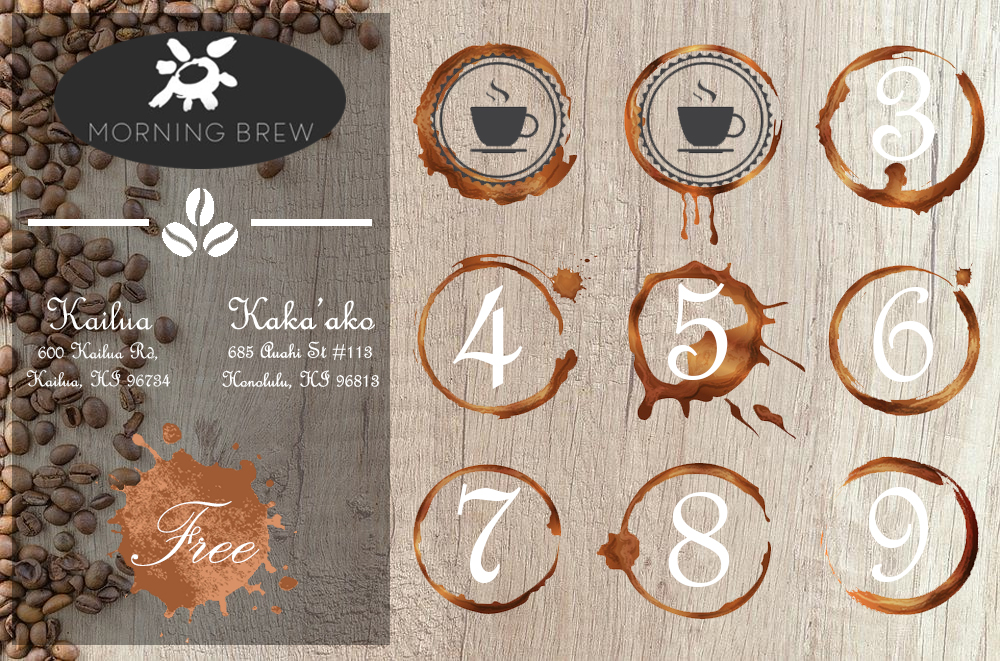 MORNING BREW
Kailua
600 Kailua Rd,
Kailua, HI 96734
Kaka'ako
685 Auahi St #113
Honolulu, HI 96813
Free
3
4 5 6
7 8 9